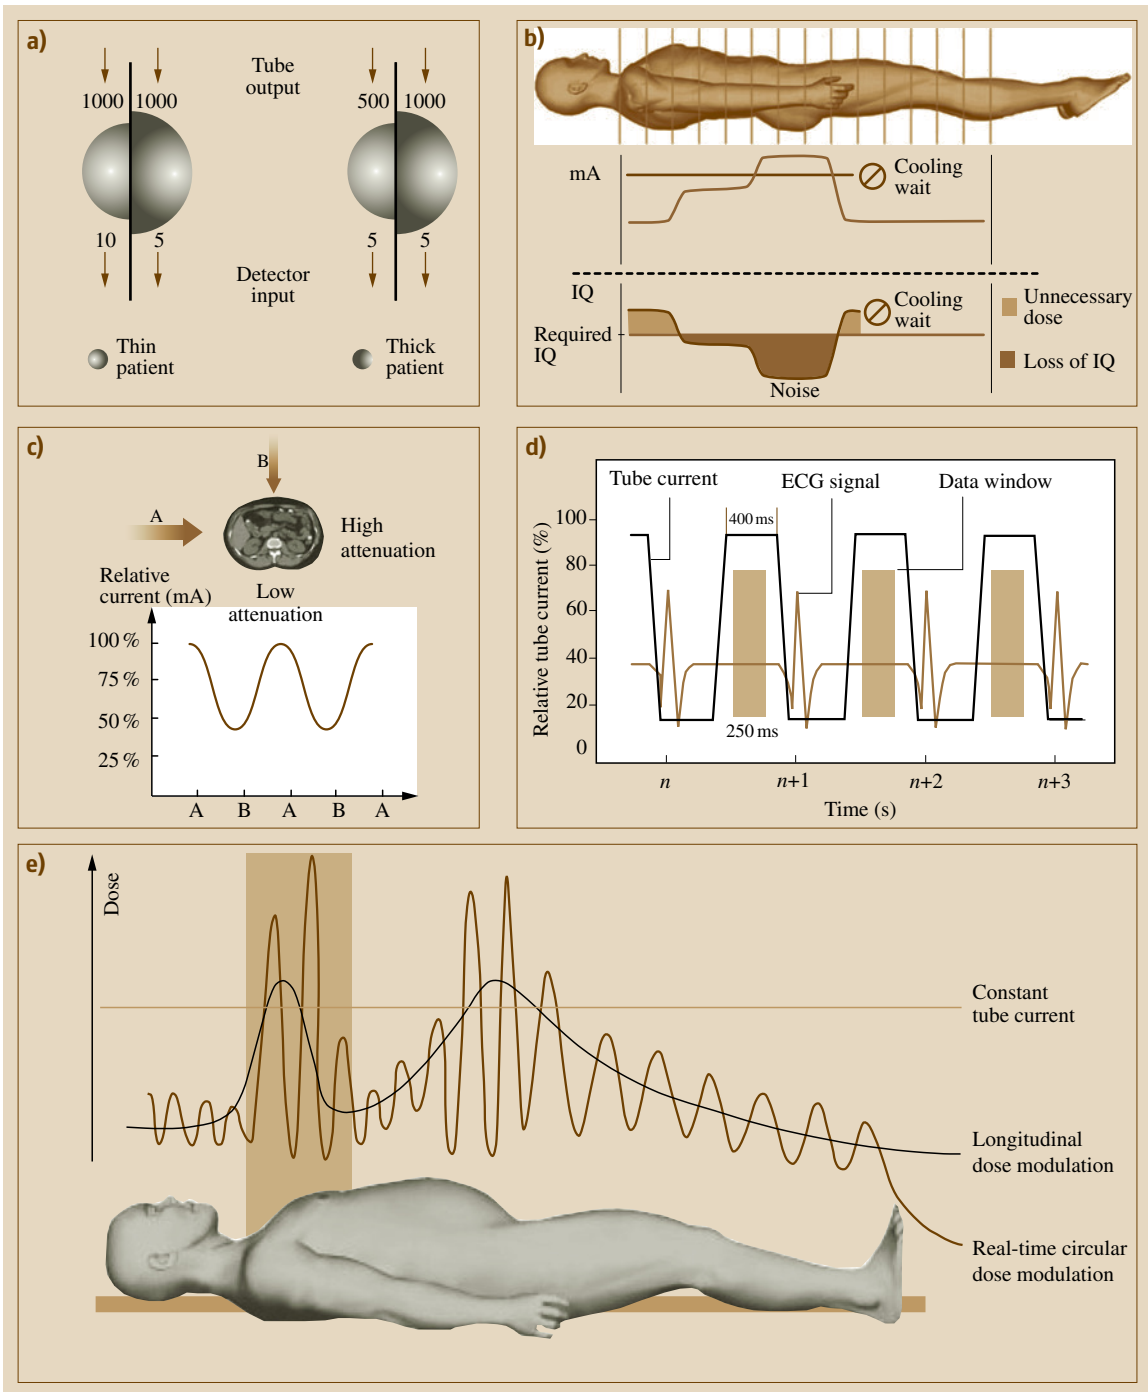 a)
Tube
output
1000 1000
500 1000
10 5
5 5
Detector
input
Thin
patient
Thick
patient
b)
mA
Cooling
wait
IQ
Required
IQ
Cooling
wait
Noise
Unnecessary
dose
Loss of IQ
c)
B
A
High
attenuation
Low
attenuation
Relative
current (mA)
100 %
75 %
50 %
25 %
A B A B A
d)
Tube current
ECG signal
Data window
400 ms
250 ms
Relative tube current (%)
100
80
60
40
20
0
n n+1 n+2 n+3
Time (s)
e)
Dose
Constant
tube current
Longitudinal
dose modulation
Real-time circular
dose modulation